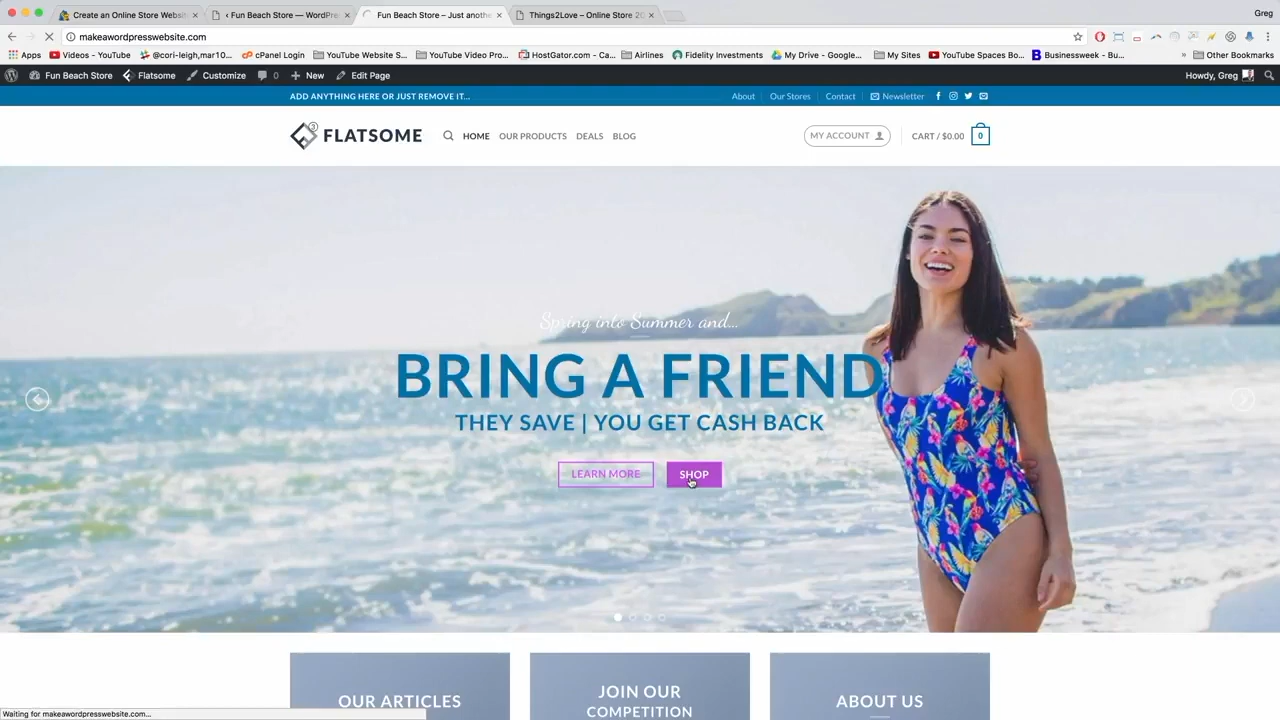 Create an Online Store Websit
‹ Fun Beach Store — WordPre
Fun Beach Store – Just anoth
Things2Love – Online Store 20
Greg
makeawordpresswebsite.com
Apps
Videos - YouTube
@cori-leigh,mar10...
cPanel Login
YouTube Website S...
YouTube Video Pro...
HostGator.com - Ca...
Airlines
Fidelity Investments
My Drive - Google...
My Sites
YouTube Spaces Bo...
Businessweek - Bu...
»
Other Bookmarks
Fun Beach Store
Flatsome
Customize
0
+ New
Edit Page
Howdy, Greg
ADD ANYTHING HERE OR JUST REMOVE IT...
About
Our Stores
Contact
Newsletter
3
FLATSOME
HOME
OUR PRODUCTS
DEALS
BLOG
MY ACCOUNT
CART / $0.00
0
Spring into Summer and...
BRING A FRIEND
THEY SAVE | YOU GET CASH BACK
LEARN MORE
SHOP
OUR ARTICLES
JOIN OUR
COMPETITION
ABOUT US
Waiting for makeawordpresswebsite.com...